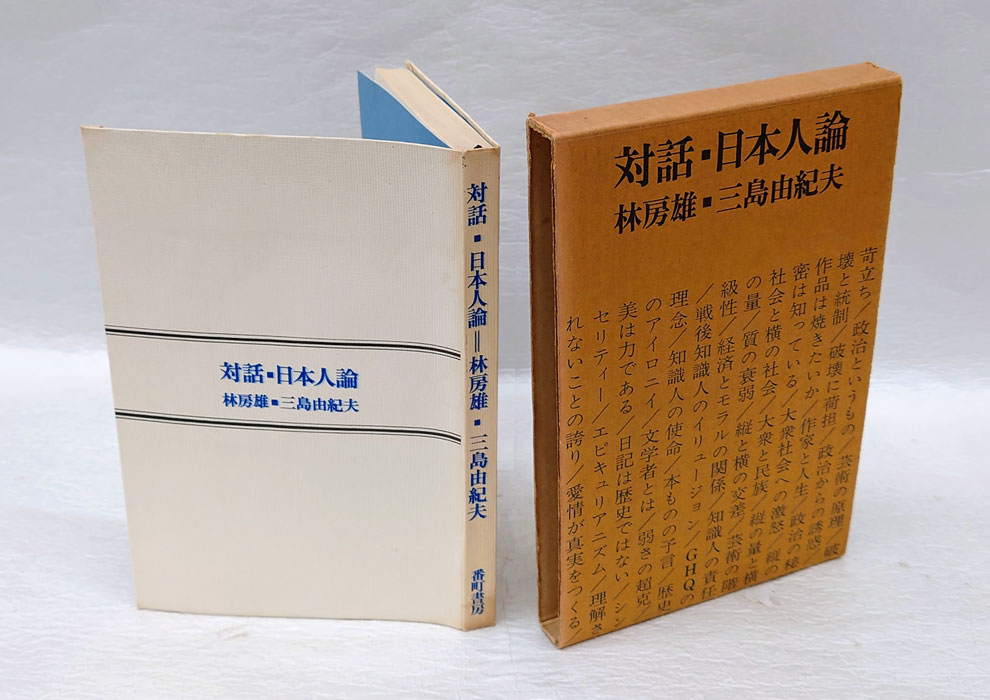 対話・日本人論
林房雄・三島由紀夫
対話・日本人論=林房雄・三島由紀夫
番町書房
対話・日本人論
林房雄・三島由紀夫
苛立ち/政治というもの/芸術の原理/破
壊と統制/破壊に荷担/政治からの誘惑/
作品は焼きたいか/作家と人生/政治の秘
密は知っている/大衆社会への激怒/縦の
社会と横の社会/大衆と民族/縦の量と横
の量/質の衰弱/縦と横の交差/芸術の階
級性/経済とモラルの関係/知識人の責任
/戦後知識人のイリュージョン/GHQの
理念/知識人の使命/本ものの予言/歴史
のアイロニイ/文学者とは/弱さの超克/
美は力である/日記は歴史ではない/シン
セリティー/エピキュリアニズム/理解さ
れないことの誇り/愛情が真実をつくる/